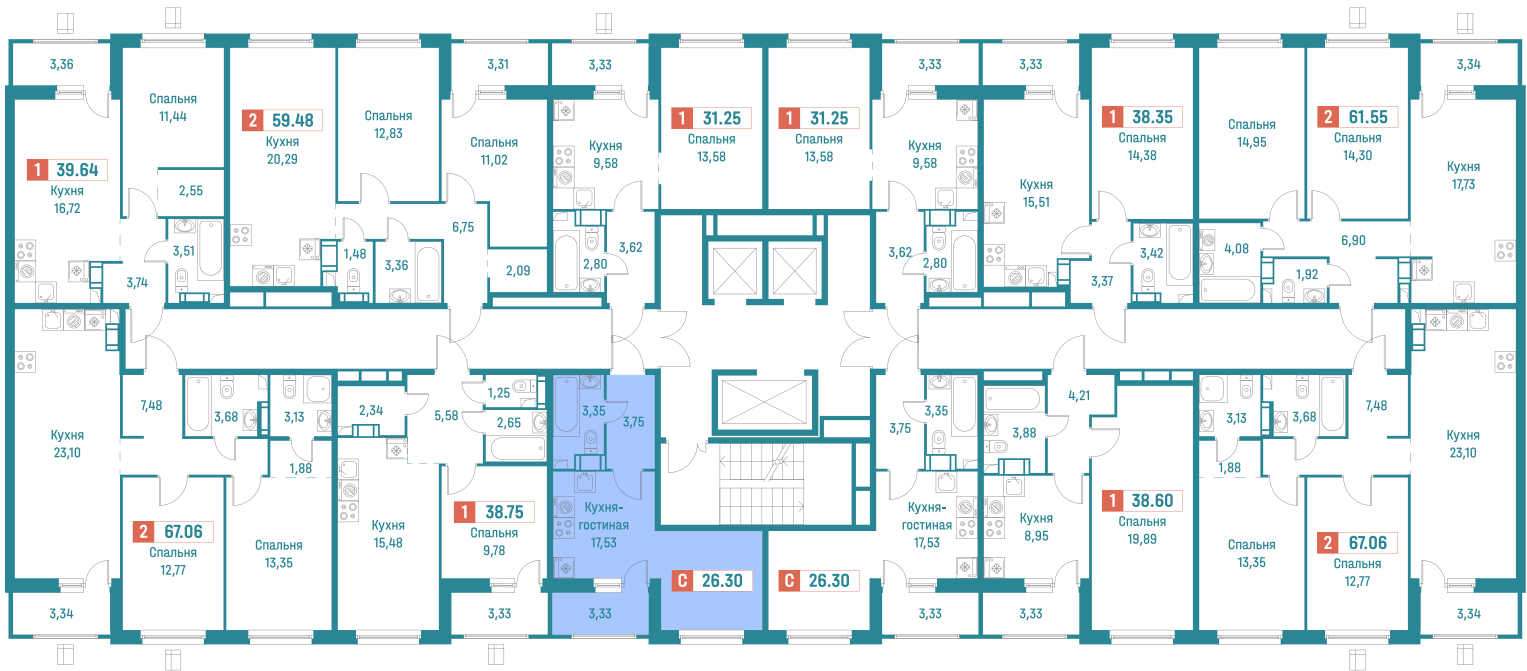 3,36
3,31
3,33
3,33
3,33
3,34
Спальня
11,44
2 59.48
Кухня
20,29
Спальня
12,83
Спальня
11,02
Кухня
9,58
1 31.25
Спальня
13,58
1 31.25
Спальня
13,58
Кухня
9,58
1 38.35
Спальня
14,38
Спальня
14,95
2 61.55
Спальня
14,30
Кухня
17,73
1 39.64
Кухня
16,72
2,55
Кухня
15,51
3,51
3,74
1,48
3,36
6,75
2,09
2,80
3,62
3,62
2,80
3,37
3,42
4,08
6,90
1,92
7,48
3,68
3,13
2,34
5,58
1,25
2,65
3,35
3,75
3,75
3,35
3,88
4,21
3,13
3,68
7,48
Кухня
23,10
1,88
1,88
Кухня
23,10
2 67.06
Спальня
12,77
Спальня
13,35
Кухня
15,48
1 38.75
Спальня
9,78
Кухня-
гостиная
17,53
С 26.30
С 26.30
Кухня-
гостиная
17,53
Кухня
8,95
1 38.60
Спальня
19,89
Спальня
13,35
2 67.06
Спальня
12,77
3,34
3,33
3,33
3,33
3,33
3,34